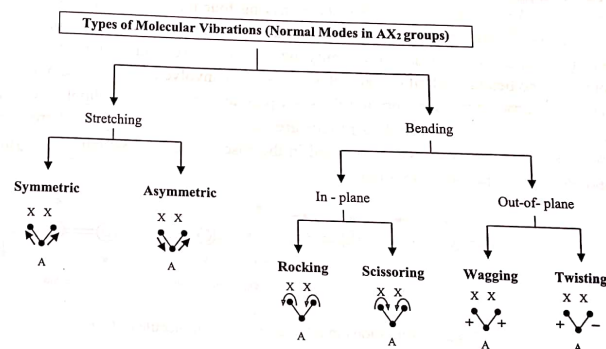 Types of Molecular Vibrations (Normal Modes in AX₂ groups)
Stretching
Bending
Symmetric
Asymmetric
In - plane
Out-of- plane
X X
X X
A
A
Rocking
Scissoring
Wagging
Twisting
X X
X X
X X
X X
+ +
+ −
A
A
A
A